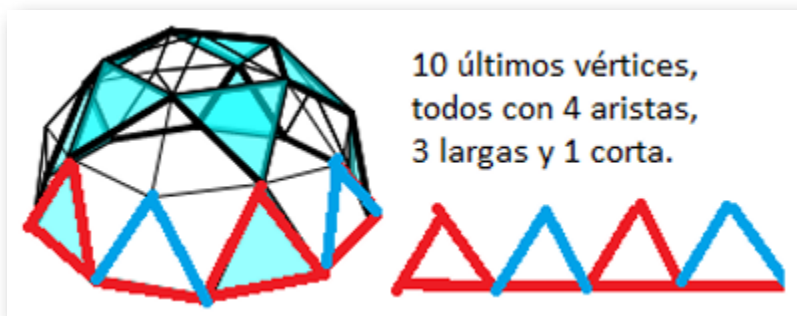 10 últimos vértices,
todos con 4 aristas,
3 largas y 1 corta.